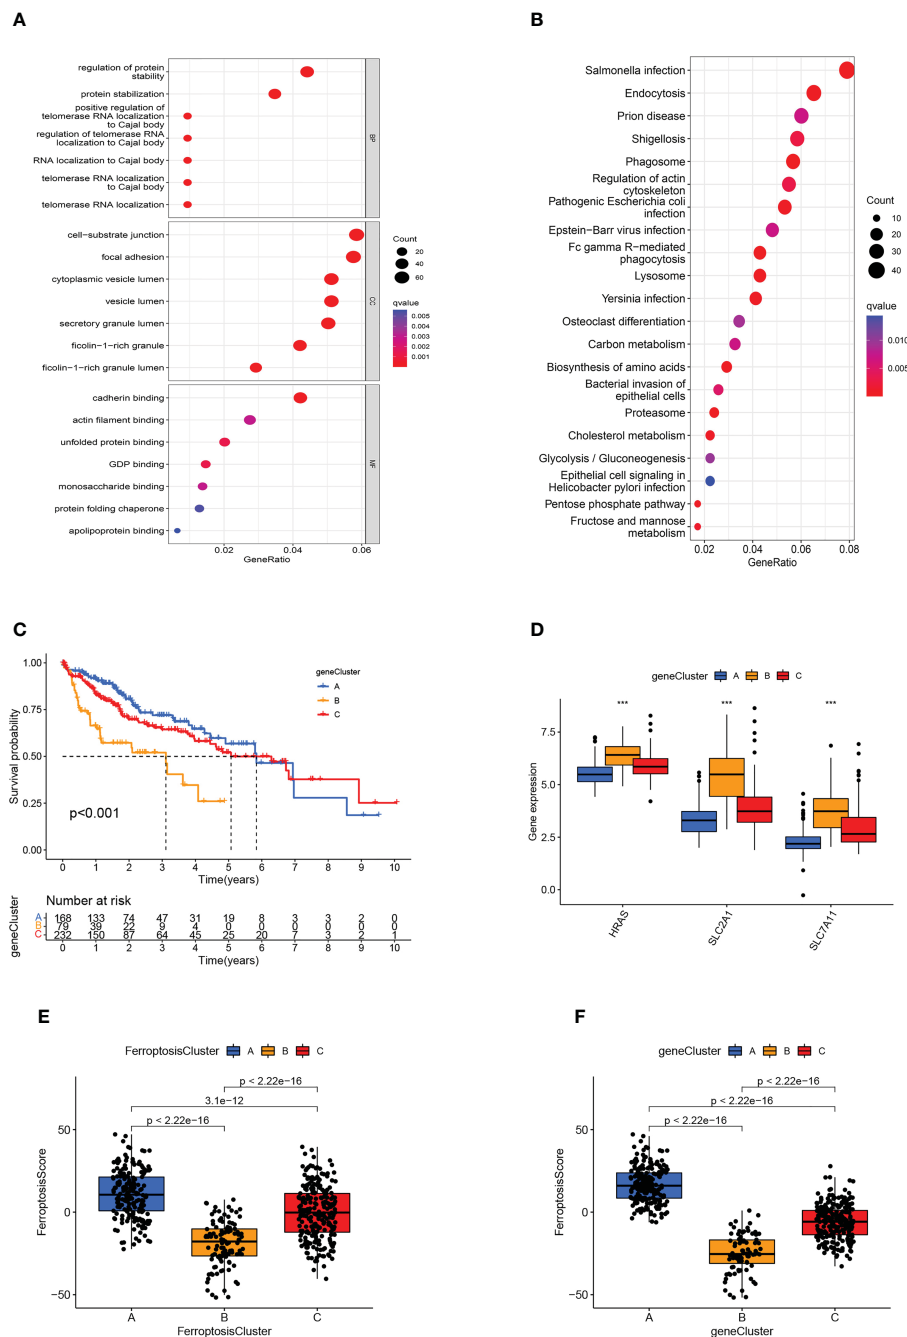 A
regulation of protein
stability
protein stabilization
positive regulation of
telomerase RNA localization
to Cajal body
regulation of telomerase RNA
localization to Cajal body
RNA localization to Cajal body
telomerase RNA localization
to Cajal body
telomerase RNA localization
BP
cell−substrate junction
focal adhesion
cytoplasmic vesicle lumen
vesicle lumen
secretory granule lumen
ficolin−1−rich granule
ficolin−1−rich granule lumen
CC
cadherin binding
actin filament binding
unfolded protein binding
GDP binding
monosaccharide binding
protein folding chaperone
apolipoprotein binding
MF
0.02 0.04 0.06
GeneRatio
Count
20
40
60
qvalue
0.005
0.004
0.003
0.002
0.001
B
Salmonella infection
Endocytosis
Prion disease
Shigellosis
Phagosome
Regulation of actin
cytoskeleton
Pathogenic Escherichia coli
infection
Epstein−Barr virus infection
Fc gamma R−mediated
phagocytosis
Lysosome
Yersinia infection
Osteoclast differentiation
Carbon metabolism
Biosynthesis of amino acids
Bacterial invasion of
epithelial cells
Proteasome
Cholesterol metabolism
Glycolysis / Gluconeogenesis
Epithelial cell signaling in
Helicobacter pylori infection
Pentose phosphate pathway
Fructose and mannose
metabolism
0.02 0.04 0.06 0.08
GeneRatio
Count
10
20
30
40
qvalue
0.010
0.005
C
geneCluster
A
B
C
Survival probability
1.00
0.75
0.50
0.25
0.00
p<0.001
0 1 2 3 4 5 6 7 8 9 10
Time(years)
Number at risk
geneCluster
A 168 133 74 47 31 19 8 3 3 2 0
B 79 39 22 9 4 0 0 0 0 0 0
C 232 150 87 64 45 25 20 7 3 2 1
0 1 2 3 4 5 6 7 8 9 10
Time(years)
D
geneCluster A B C
Gene expression
7.5
5.0
2.5
0.0
*** *** ***
HRAS
SLC2A1
SLC7A11
E
FerroptosisCluster A B C
p < 2.22e−16
3.1e−12
p < 2.22e−16
FerroptosisScore
50
0
−50
A B C
FerroptosisCluster
F
geneCluster A B C
p < 2.22e−16
p < 2.22e−16
p < 2.22e−16
FerroptosisScore
50
0
−50
A B C
geneCluster